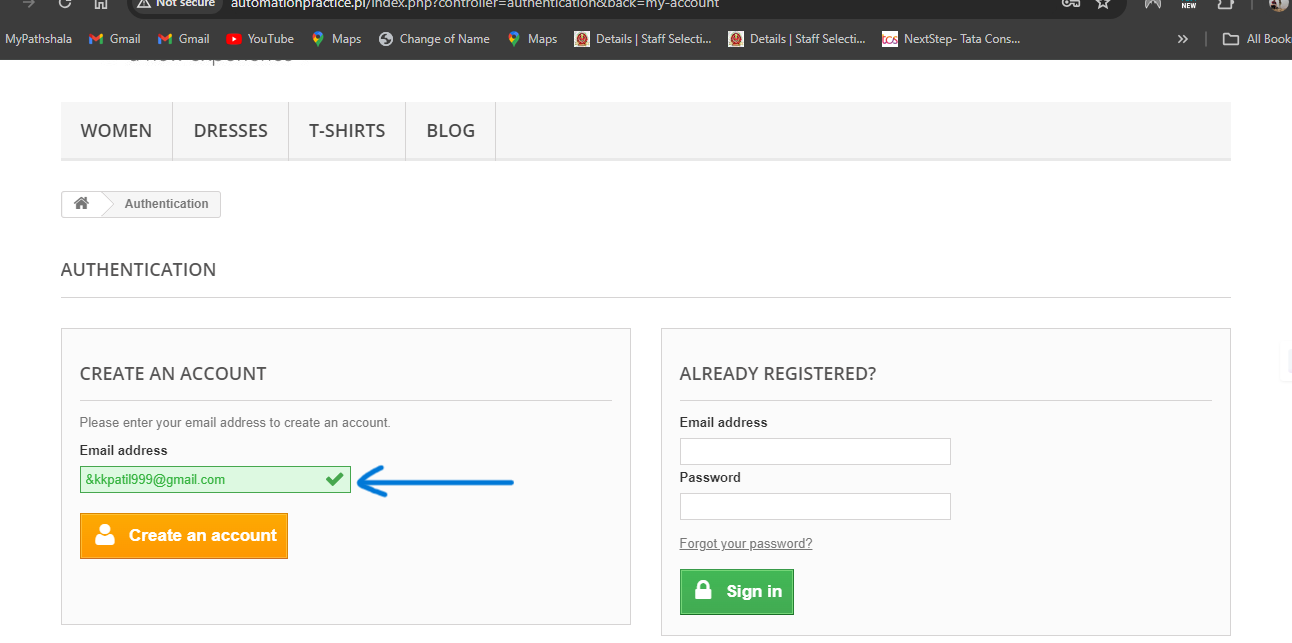 Not secure automationpractice.pl/index.php?controller=authentication&back=my-account NEW
MyPathshala Gmail Gmail YouTube Maps Change of Name Maps Details | Staff Selecti... Details | Staff Selecti... tcs NextStep- Tata Cons... » All Book
a new experience
WOMEN DRESSES T-SHIRTS BLOG
Authentication
AUTHENTICATION
CREATE AN ACCOUNT
Please enter your email address to create an account.
Email address
&kkpatil999@gmail.com
Create an account
ALREADY REGISTERED?
Email address
Password
Forgot your password?
Sign in